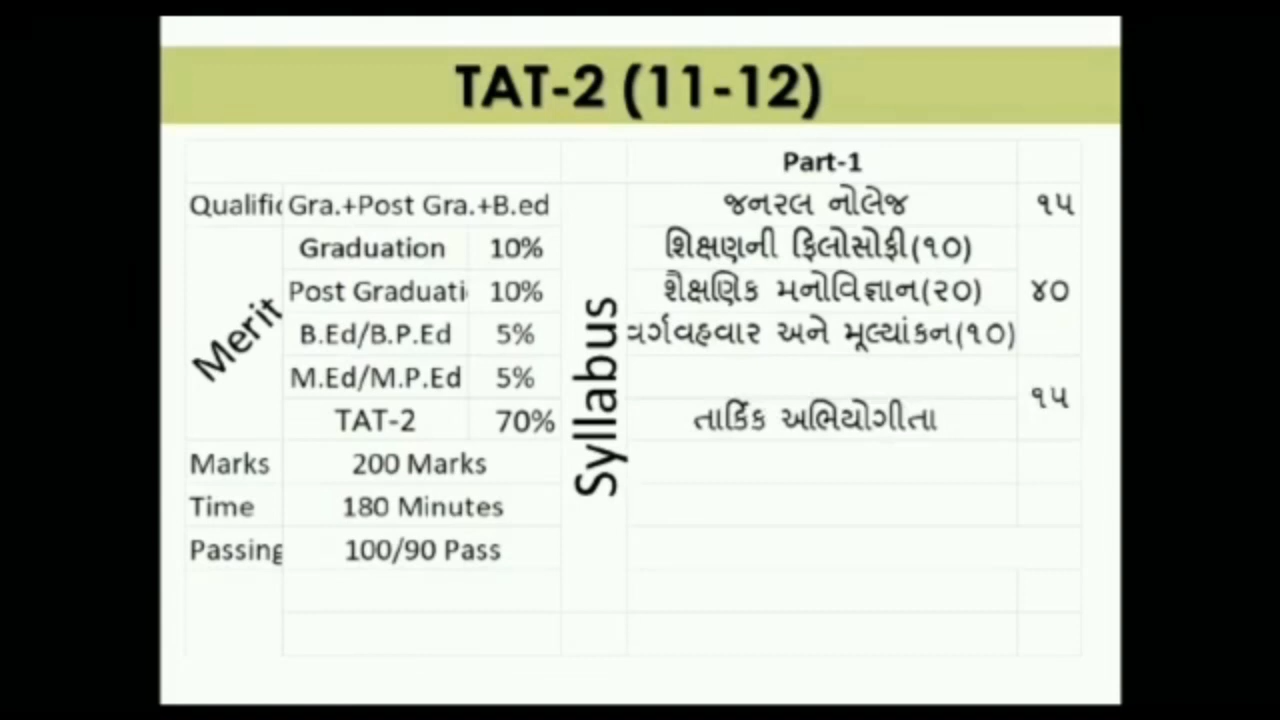 TAT-2 (11-12)
Part-1
Qualific Gra.+Post Gra.+B.ed
જનરલ નોલેજ ૧૫
Merit
Graduation 10%
Post Graduati 10%
B.Ed/B.P.Ed 5%
M.Ed/M.P.Ed 5%
TAT-2 70%
Marks 200 Marks
Time 180 Minutes
Passing 100/90 Pass
Syllabus
શિક્ષણની ફિલોસોફી(૧૦)
શૈક્ષણિક મનોવિજ્ઞાન(૨૦) ૪૦
વર્ગવહવાર અને મૂલ્યાંકન(૧૦)
૧૫
તાર્કિક અભિયોગીતા